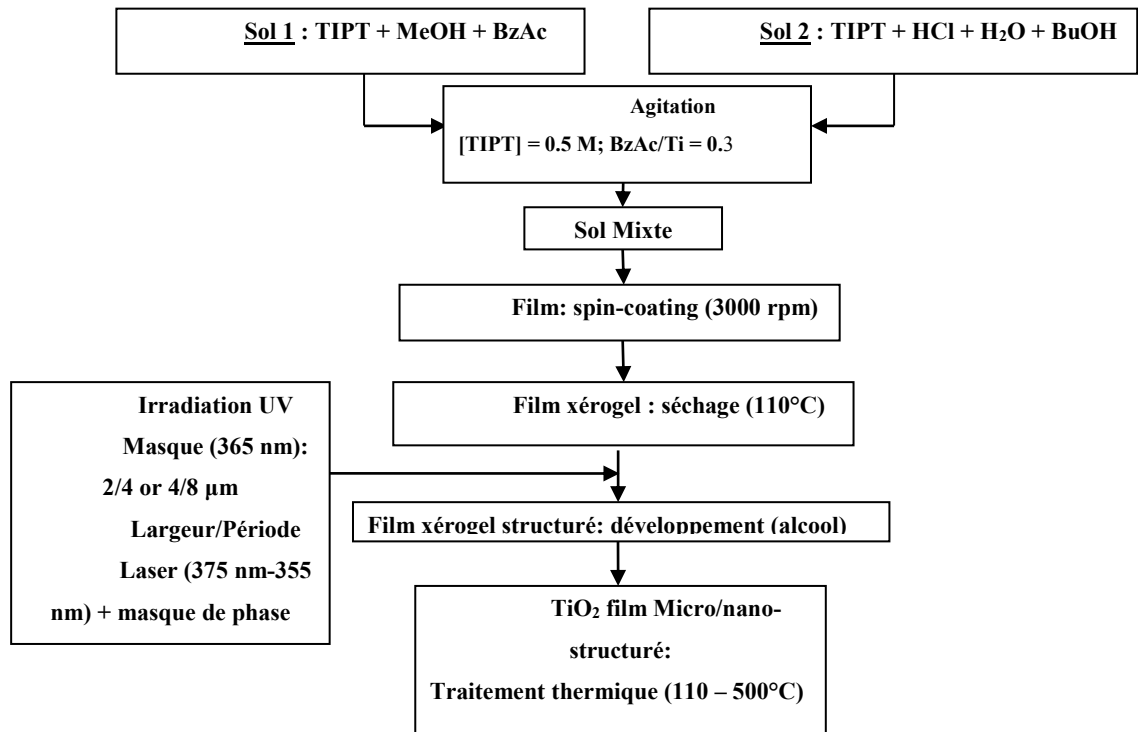 Sol 1 : TIPT + MeOH + BzAc
Sol 2 : TIPT + HCl + H₂O + BuOH
Agitation
[TIPT] = 0.5 M; BzAc/Ti = 0.3
Sol Mixte
Film: spin-coating (3000 rpm)
Film xérogel : séchage (110°C)
Irradiation UV
Masque (365 nm):
2/4 or 4/8 µm
Largeur/Période
Laser (375 nm-355
nm) + masque de phase
Film xérogel structuré: développement (alcool)
TiO₂ film Micro/nano-
structuré:
Traitement thermique (110 – 500°C)